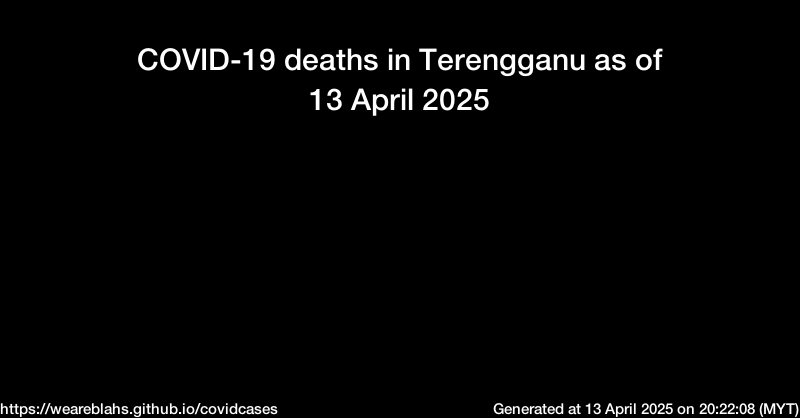 COVID-19 deaths in Terengganu as of
13 April 2025
https://weareblahs.github.io/covidcases
Generated at 13 April 2025 on 20:22:08 (MYT)